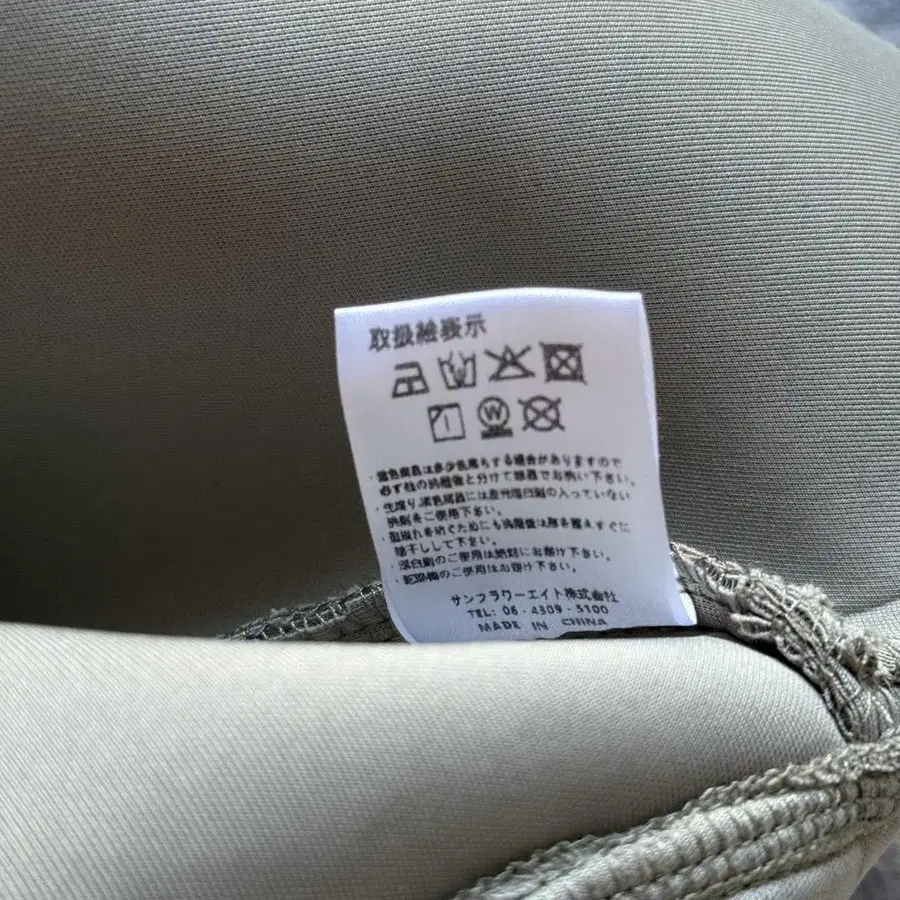 取扱絵表示
W
・濃色商品は多少色落ちする場合がありますので
必ず他の洗濯物と分けて単品でお洗い下さい。
・生成り、淡色商品には蛍光増白剤の入っていない
洗剤をご使用下さい。
・型崩れを防ぐためにも洗濯後は形を整えすぐに
陰干しして下さい。
・漂白剤のご使用は絶対にお避け下さい。
・乾燥機のご使用はお避け下さい。
サンフラワーエイト株式会社
TEL: 06-4309-5100
MADE IN CHINA